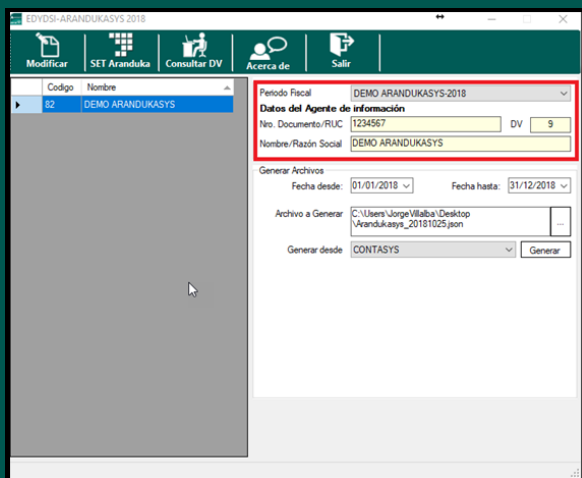 EDYDSI-ARANDUKASYS 2018
Modificar SET Aranduka Consultar DV Acerca de Salir
Codigo Nombre
82 DEMO ARANDUKASYS
Periodo Fiscal DEMO ARANDUKASYS-2018
Datos del Agente de información
Nro. Documento/RUC 1234567 DV 9
Nombre/Razón Social DEMO ARANDUKASYS
Generar Archivos
Fecha desde: 01/01/2018 Fecha hasta: 31/12/2018
Archivo a Generar C:\Users\JorgeVillalba\Desktop
\Arandukasys_20181025.json ...
Generar desde CONTASYS Generar